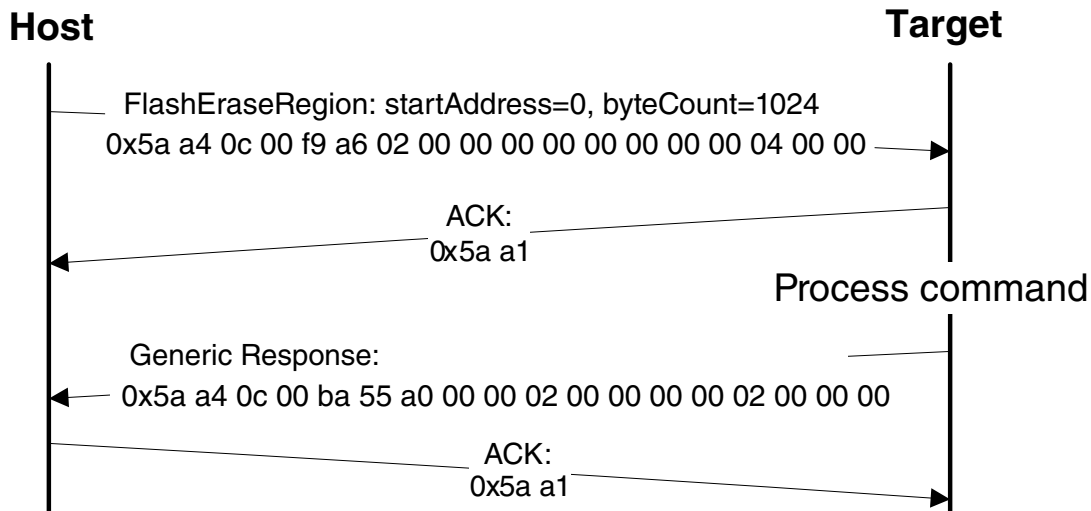 Host
Target
FlashEraseRegion: startAddress=0, byteCount=1024
0x5a a4 0c 00 f9 a6 02 00 00 00 00 00 00 00 00 04 00 00
ACK:
0x5a a1
Process command
Generic Response:
0x5a a4 0c 00 ba 55 a0 00 00 02 00 00 00 00 02 00 00 00
ACK:
0x5a a1